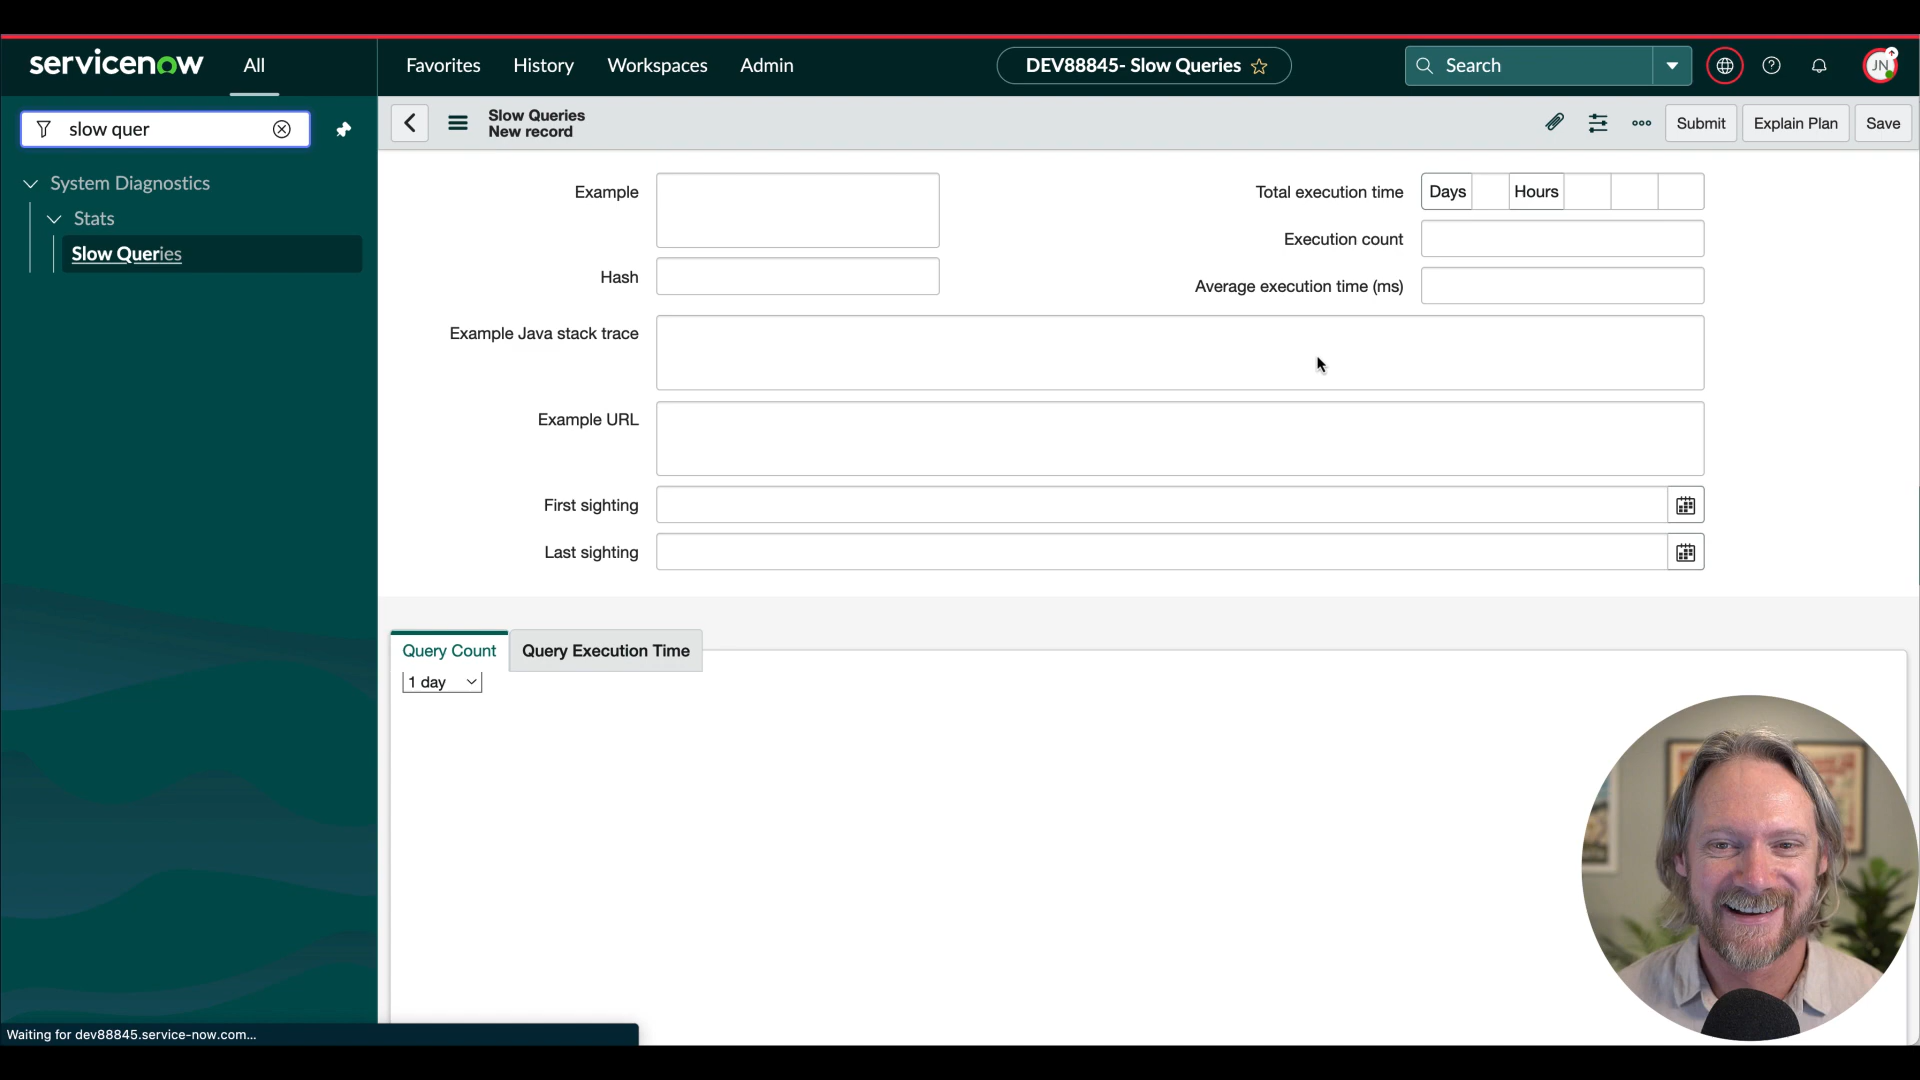 servicenow
All
Favorites
History
Workspaces
Admin
DEV88845- Slow Queries
Search
JN
slow quer
Slow Queries
New record
Submit
Explain Plan
Save
System Diagnostics
Stats
Slow Queries
Example
Hash
Example Java stack trace
Example URL
First sighting
Last sighting
Total execution time
Days
Hours
Execution count
Average execution time (ms)
Query Count
Query Execution Time
1 day
Waiting for dev88845.service-now.com...